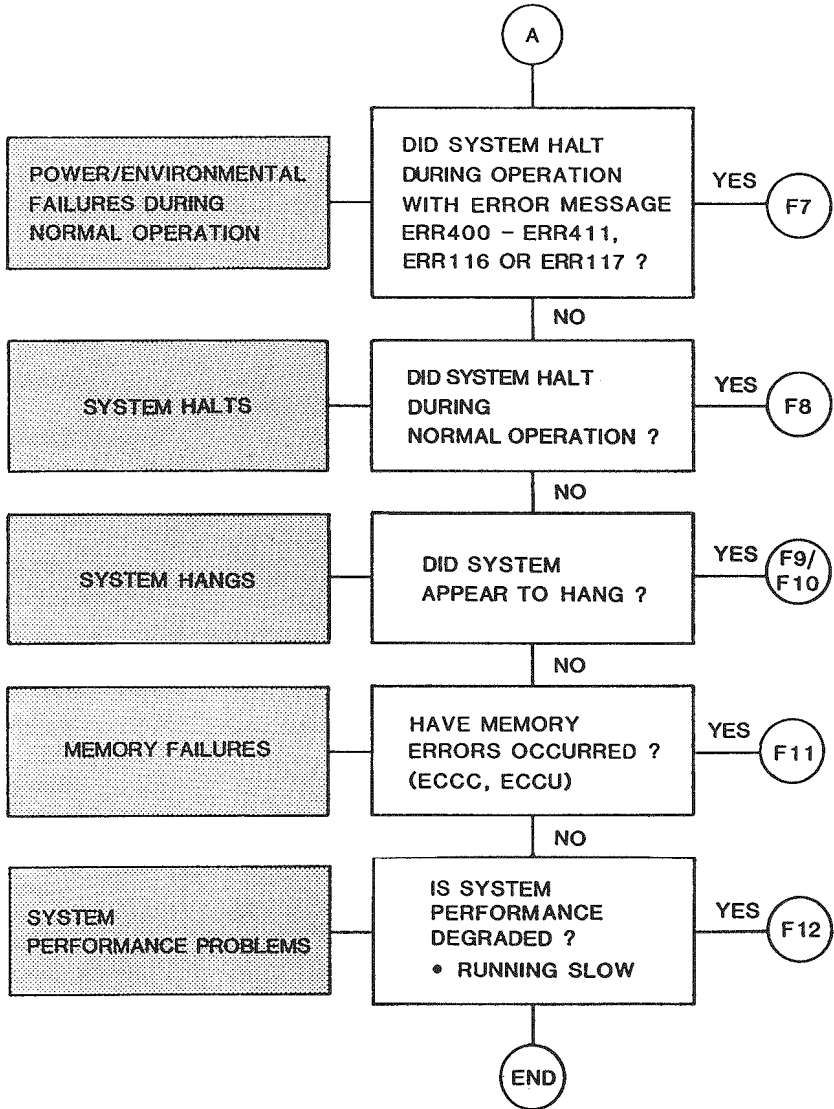 A
POWER/ENVIRONMENTAL
FAILURES DURING
NORMAL OPERATION
DID SYSTEM HALT
DURING OPERATION
WITH ERROR MESSAGE
ERR400 - ERR411,
ERR116 OR ERR117 ?
YES
F7
NO
SYSTEM HALTS
DID SYSTEM HALT
DURING
NORMAL OPERATION ?
YES
F8
NO
SYSTEM HANGS
DID SYSTEM
APPEAR TO HANG ?
YES
F9/
F10
NO
MEMORY FAILURES
HAVE MEMORY
ERRORS OCCURRED ?
(ECCC, ECCU)
YES
F11
NO
SYSTEM
PERFORMANCE PROBLEMS
IS SYSTEM
PERFORMANCE
DEGRADED ?
• RUNNING SLOW
YES
F12
END